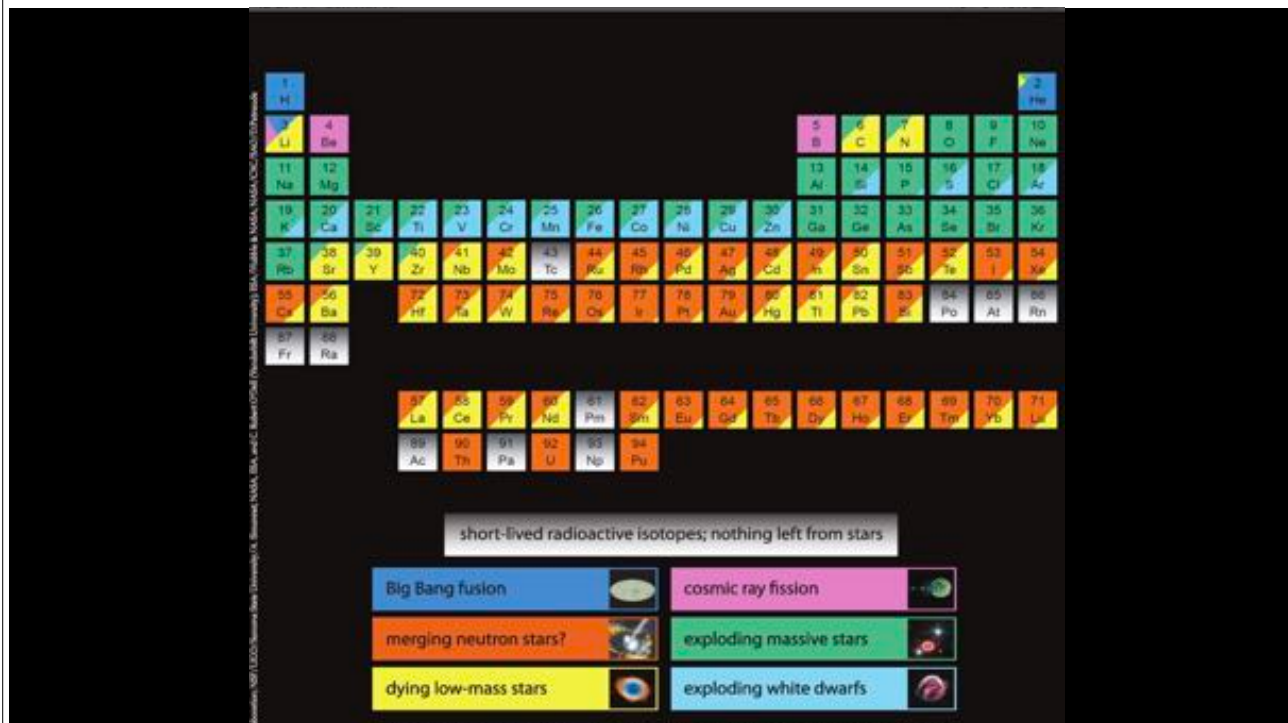 1 2
H He
3 4 5 6 7 8 9 10
Li Be B C N O F Ne
11 12 13 14 15 16 17 18
Na Mg Al Si P S Cl Ar
19 20 21 22 23 24 25 26 27 28 29 30 31 32 33 34 35 36
K Ca Sc Ti V Cr Mn Fe Co Ni Cu Zn Ga Ge As Se Br Kr
37 38 39 40 41 42 43 44 45 46 47 48 49 50 51 52 53 54
Rb Sr Y Zr Nb Mo Tc Ru Rh Pd Ag Cd In Sn Sb Te I Xe
55 56 72 73 74 75 76 77 78 79 80 81 82 83 84 85 86
Cs Ba Hf Ta W Re Os Ir Pt Au Hg Tl Pb Bi Po At Rn
87 88
Fr Ra
57 58 59 60 61 62 63 64 65 66 67 68 69 70 71
La Ce Pr Nd Pm Sm Eu Gd Tb Dy Ho Er Tm Yb Lu
89 90 91 92 93 94
Ac Th Pa U Np Pu
short-lived radioactive isotopes; nothing left from stars
Big Bang fusion cosmic ray fission
merging neutron stars? exploding massive stars
dying low-mass stars exploding white dwarfs